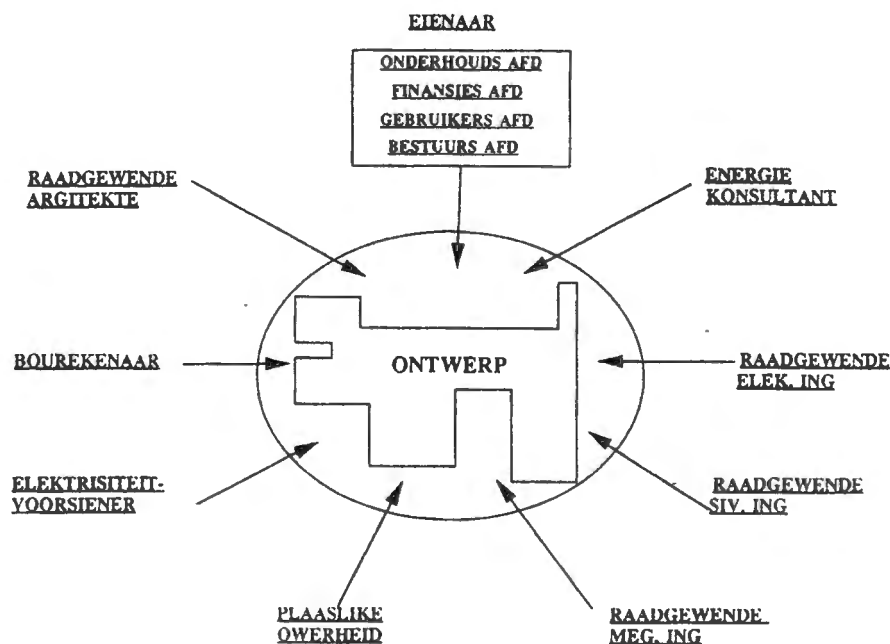 EIENAAR
ONDERHOUDS AFD
FINANSIES AFD
GEBRUIKERS AFD
BESTUURS AFD
RAADGEWENDE
ARGITEKTE
ENERGIE
KONSULTANT
BOUREKENAAR
ONTWERP
RAADGEWENDE
ELEK. ING
ELEKTRISITEIT-
VOORSIENER
RAADGEWENDE
SIV. ING
PLAASLIKE
OWERHEID
RAADGEWENDE
MEG. ING